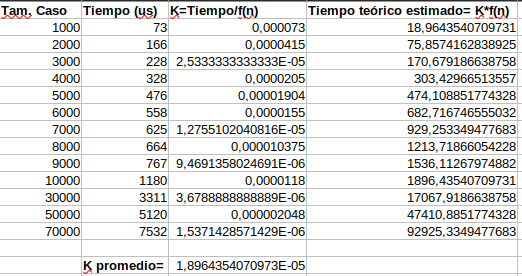 Tam. Caso Tiempo (us) K=Tiempo/f(n) Tiempo teórico estimado= K*f(n)
1000 73 0,000073 18,9643540709731
2000 166 0,0000415 75,8574162838925
3000 228 2,5333333333333E-05 170,679186638758
4000 328 0,0000205 303,42966513557
5000 476 0,00001904 474,108851774328
6000 558 0,0000155 682,716746555032
7000 625 1,2755102040816E-05 929,253349477683
8000 664 0,000010375 1213,71866054228
9000 767 9,4691358024691E-06 1536,11267974882
10000 1180 0,0000118 1896,43540709731
30000 3311 3,6788888888889E-06 17067,9186638758
50000 5120 0,000002048 47410,8851774328
70000 7532 1,5371428571429E-06 92925,3349477683
K promedio= 1,8964354070973E-05